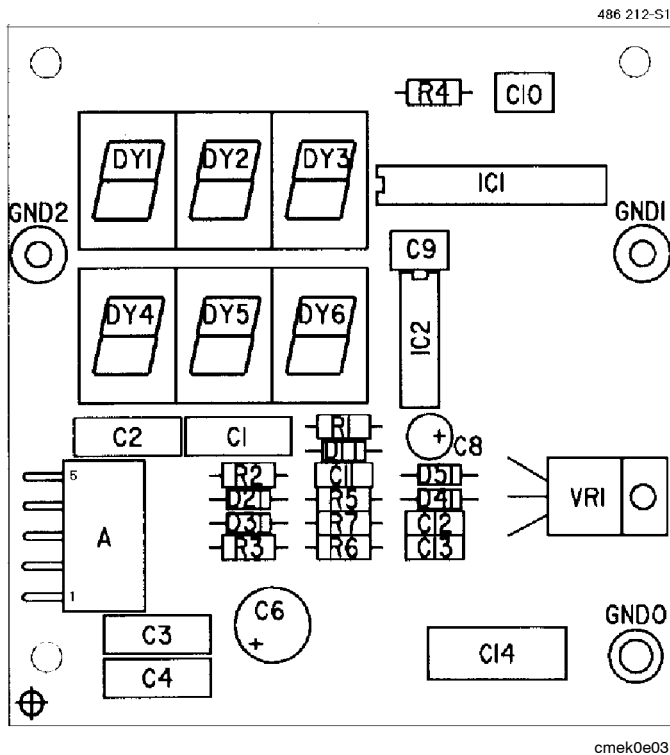 486 212-S1
R4 C10
DY1 DY2 DY3
IC1
GND2 GND1
C9
DY4 DY5 DY6
IC2
C2 C1 R1
D1 C8
5 R2 C11 D5
D2 R5 D4 VR1
A D3 R7 C12
R3 R6 C13
1
C6 GND0
+
C3 +
C14
C4
cmek0e03